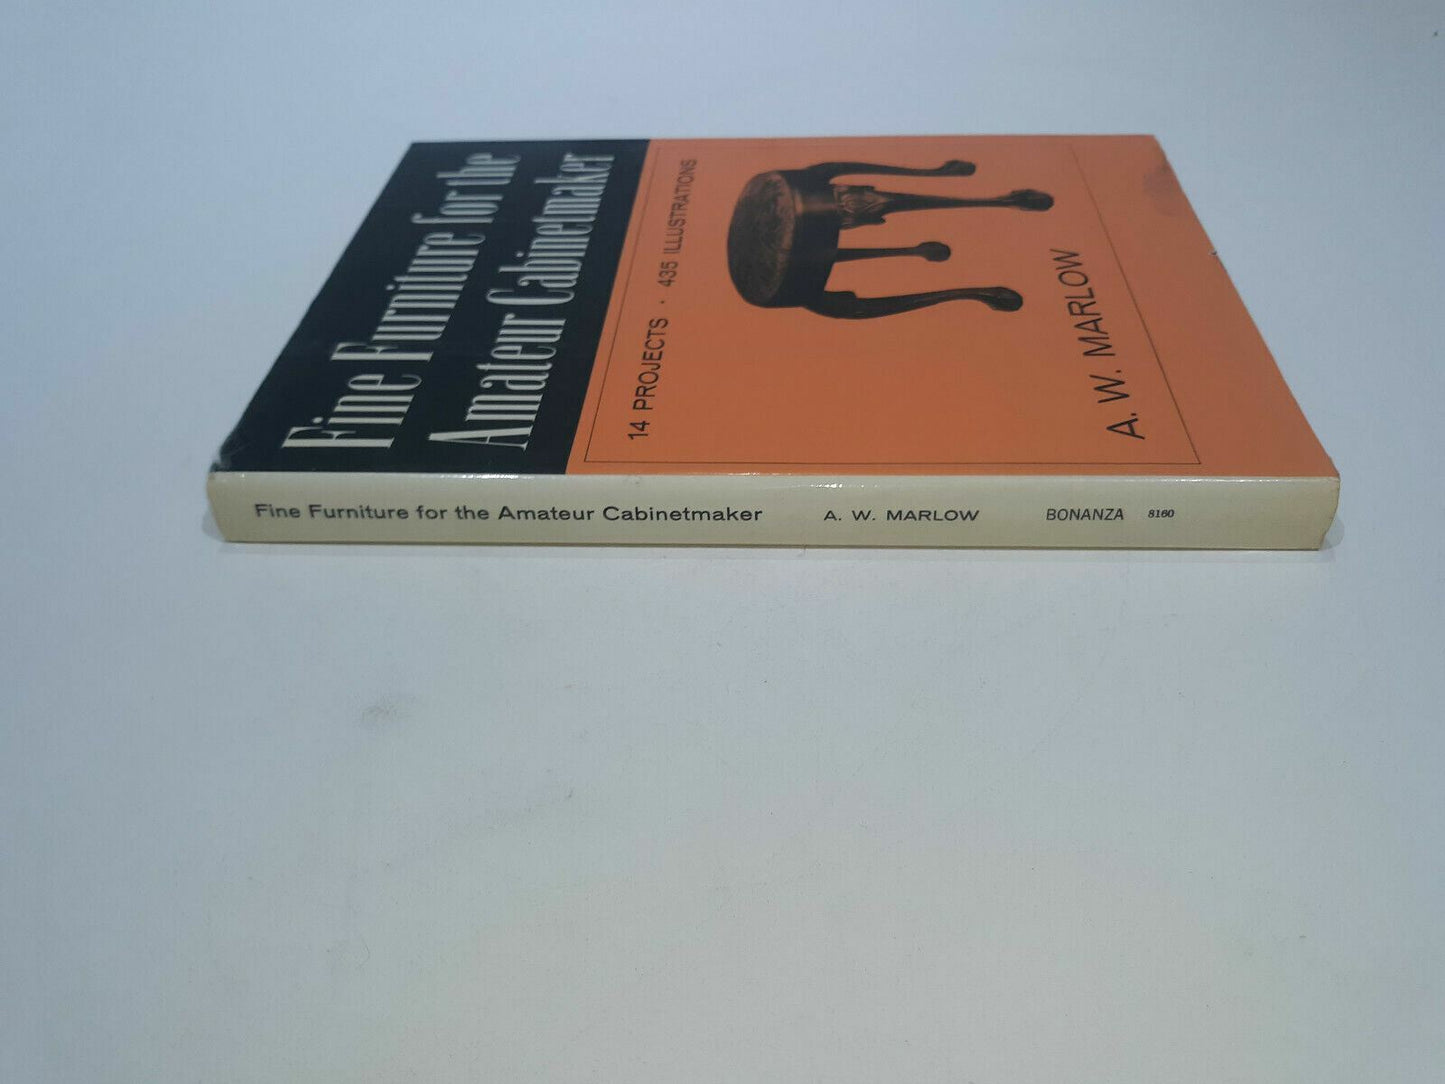 Fine Furniture for the
Amateur Cabinetmaker
14 PROJECTS · 435 ILLUSTRATIONS
A. W. MARLOW
Fine Furniture for the Amateur Cabinetmaker A. W. MARLOW BONANZA 8160